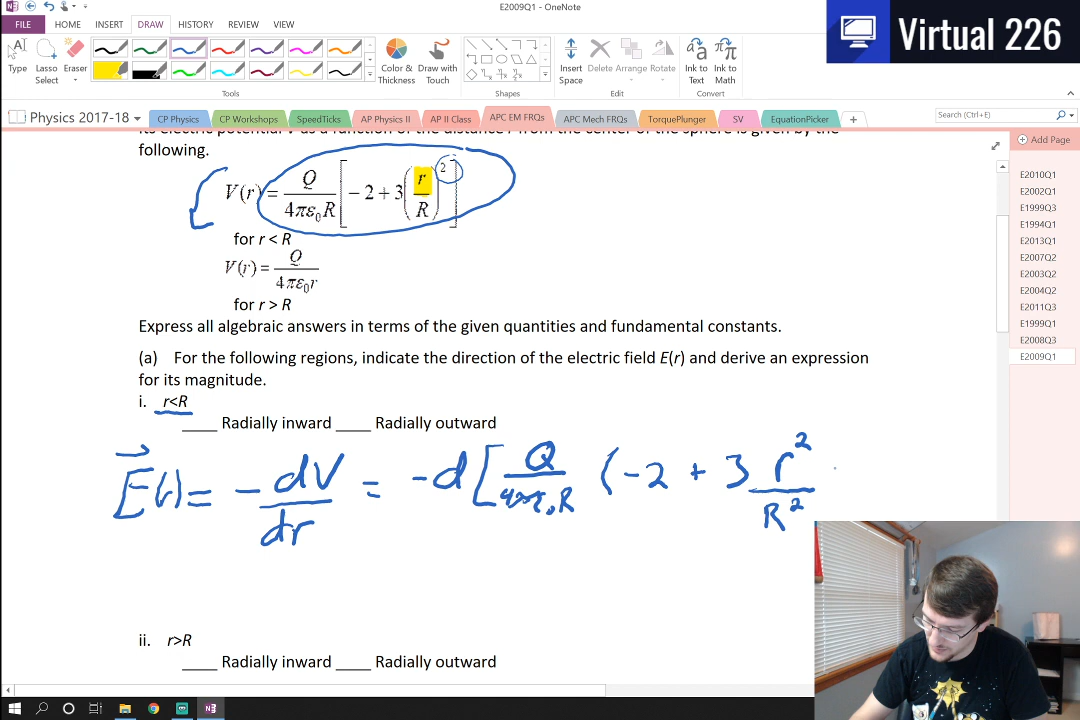 E2009Q1 - OneNote
Virtual 226
FILE HOME INSERT DRAW HISTORY REVIEW VIEW
Type Lasso Select Eraser Color & Thickness Draw with Touch Insert Space Delete Arrange Rotate Ink to Text Ink to Math
Tools Shapes Edit Convert
Physics 2017-18 CP Physics CP Workshops SpeedTicks AP Physics II AP II Class APC EM FRQs APC Mech FRQs TorquePlunger SV EquationPicker + Search (Ctrl+E)
Add Page
E2010Q1
E2002Q1
E1999Q3
E1994Q1
E2013Q1
E2007Q2
E2003Q2
E2004Q2
E2011Q3
E1999Q1
E2008Q3
E2009Q1
following.
V(r) = Q / 4πε₀R [ -2 + 3 ( r / R )² ]
for r < R
V(r) = Q / 4πε₀r
for r > R
Express all algebraic answers in terms of the given quantities and fundamental constants.
(a) For the following regions, indicate the direction of the electric field E(r) and derive an expression
for its magnitude.
i. r<R
____ Radially inward ____ Radially outward
E(r) = - dV / dr = -d [ Q / 4πε₀R ( -2 + 3 r² / R²
ii. r>R
____ Radially inward ____ Radially outward